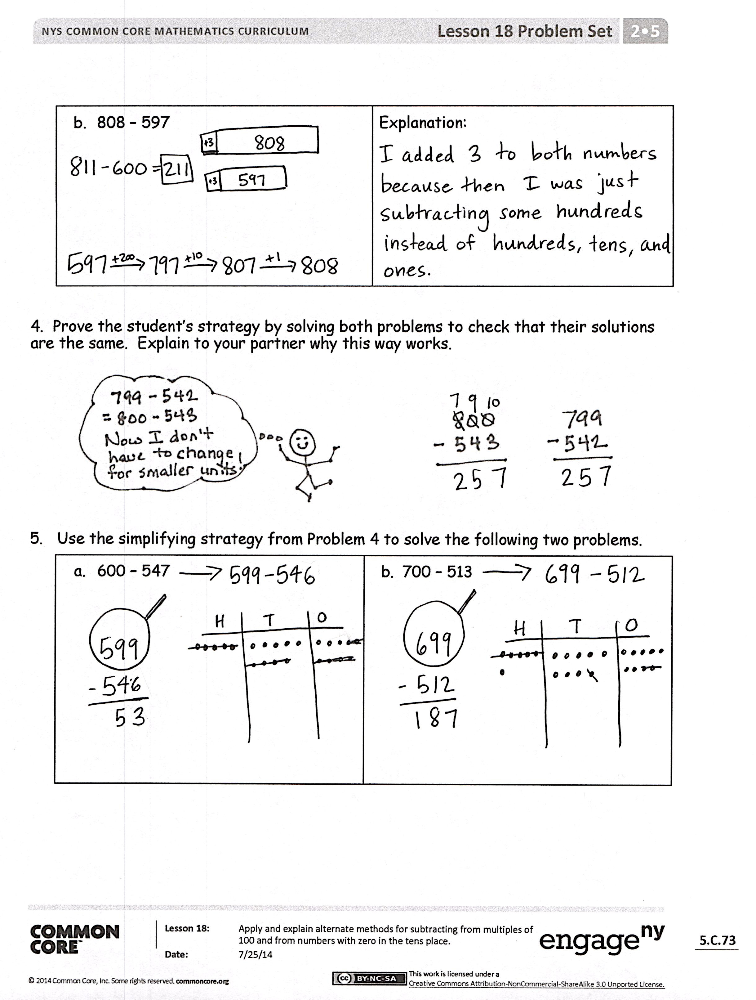 NYS COMMON CORE MATHEMATICS CURRICULUM
Lesson 18 Problem Set 2•5
b. 808 - 597
+3 808
811-600=211
+3 597
597 +200→ 797 +10→ 807 +1→ 808
Explanation:
I added 3 to both numbers
because then I was just
subtracting some hundreds
instead of hundreds, tens, and
ones.
4. Prove the student's strategy by solving both problems to check that their solutions
are the same. Explain to your partner why this way works.
799 - 542
= 800 - 543
Now I don't
have to change
for smaller units!
7 9 10
800
- 543
257
799
- 542
257
5. Use the simplifying strategy from Problem 4 to solve the following two problems.
a. 600 - 547 → 599-546
599
- 546
53
H T O
b. 700 - 513 → 699 - 512
699
- 512
187
H T O
COMMON
CORE™
Lesson 18:
Apply and explain alternate methods for subtracting from multiples of
100 and from numbers with zero in the tens place.
Date:
7/25/14
engage ny
5.C.73
© 2014 Common Core, Inc. Some rights reserved. commoncore.org
cc BY-NC-SA
This work is licensed under a
Creative Commons Attribution-NonCommercial-ShareAlike 3.0 Unported License.